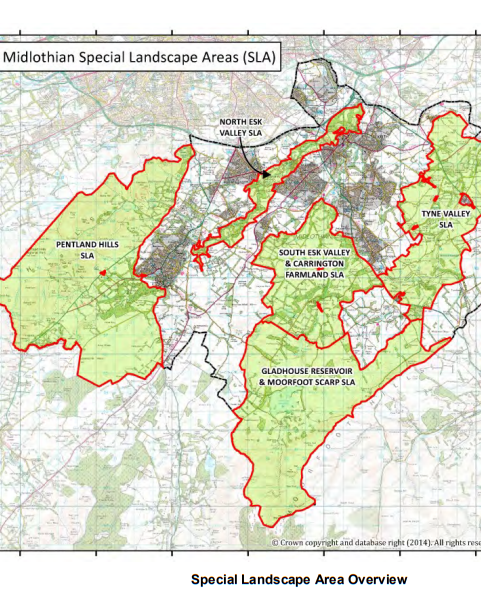 Midlothian Special Landscape Areas (SLA)
NORTH ESK
VALLEY SLA
TYNE VALLEY
SLA
PENTLAND HILLS
SLA
SOUTH ESK VALLEY
& CARRINGTON
FARMLAND SLA
GLADHOUSE RESERVOIR
& MOORFOOT SCARP SLA
© Crown copyright and database right (2014). All rights rese
Special Landscape Area Overview